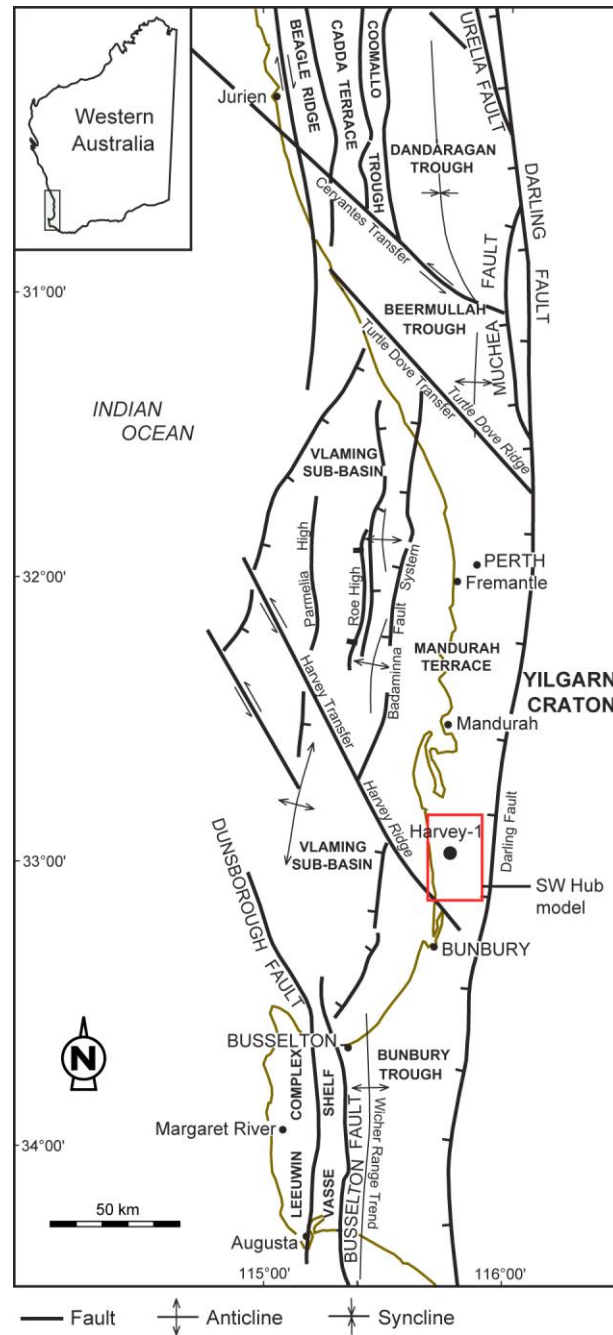 Western
Australia
Jurien
BEAGLE RIDGE
CADDA TERRACE
COOMALLO
TROUGH
URELLA FAULT
DANDARAGAN
TROUGH
DARLING
FAULT
Cervantes Transfer
31°00'
BEERMULLAH
TROUGH
MUCHEA
FAULT
Turtle Dove Transfer
Turtle Dove Ridge
INDIAN
OCEAN
VLAMING
SUB-BASIN
Parmelia High
Roe High
Badaminna Fault System
32°00'
PERTH
Fremantle
MANDURAH
TERRACE
YILGARN
CRATON
Harvey Transfer
Mandurah
Harvey Ridge
Harvey-1
Darling Fault
33°00'
VLAMING
SUB-BASIN
SW Hub
model
DUNSBOROUGH FAULT
BUNBURY
BUSSELTON
BUNBURY
TROUGH
N
LEEUWIN COMPLEX
VASSE SHELF
BUSSELTON FAULT
Wicher Range Trend
Margaret River
34°00'
50 km
Augusta
115°00'
116°00'
Fault
Anticline
Syncline